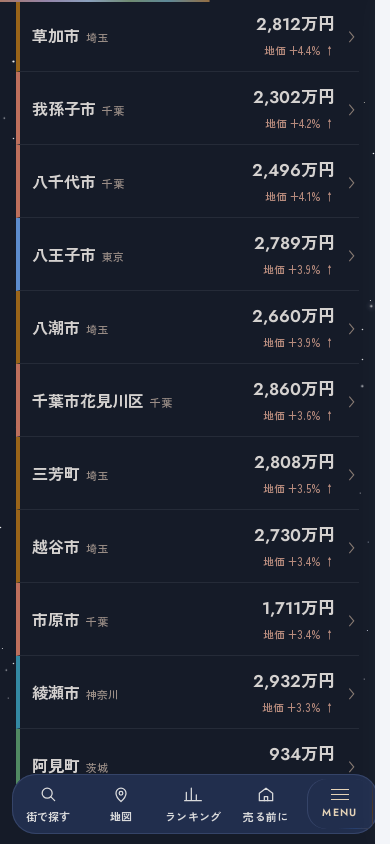 草加市 埼玉 2,812万円
地価 +4.4% ↑
我孫子市 千葉 2,302万円
地価 +4.2% ↑
八千代市 千葉 2,496万円
地価 +4.1% ↑
八王子市 東京 2,789万円
地価 +3.9% ↑
八潮市 埼玉 2,660万円
地価 +3.9% ↑
千葉市花見川区 千葉 2,860万円
地価 +3.6% ↑
三芳町 埼玉 2,808万円
地価 +3.5% ↑
越谷市 埼玉 2,730万円
地価 +3.4% ↑
市原市 千葉 1,711万円
地価 +3.4% ↑
綾瀬市 神奈川 2,932万円
地価 +3.3% ↑
阿見町 茨城 934万円
街で探す 地図 ランキング 売る前に MENU